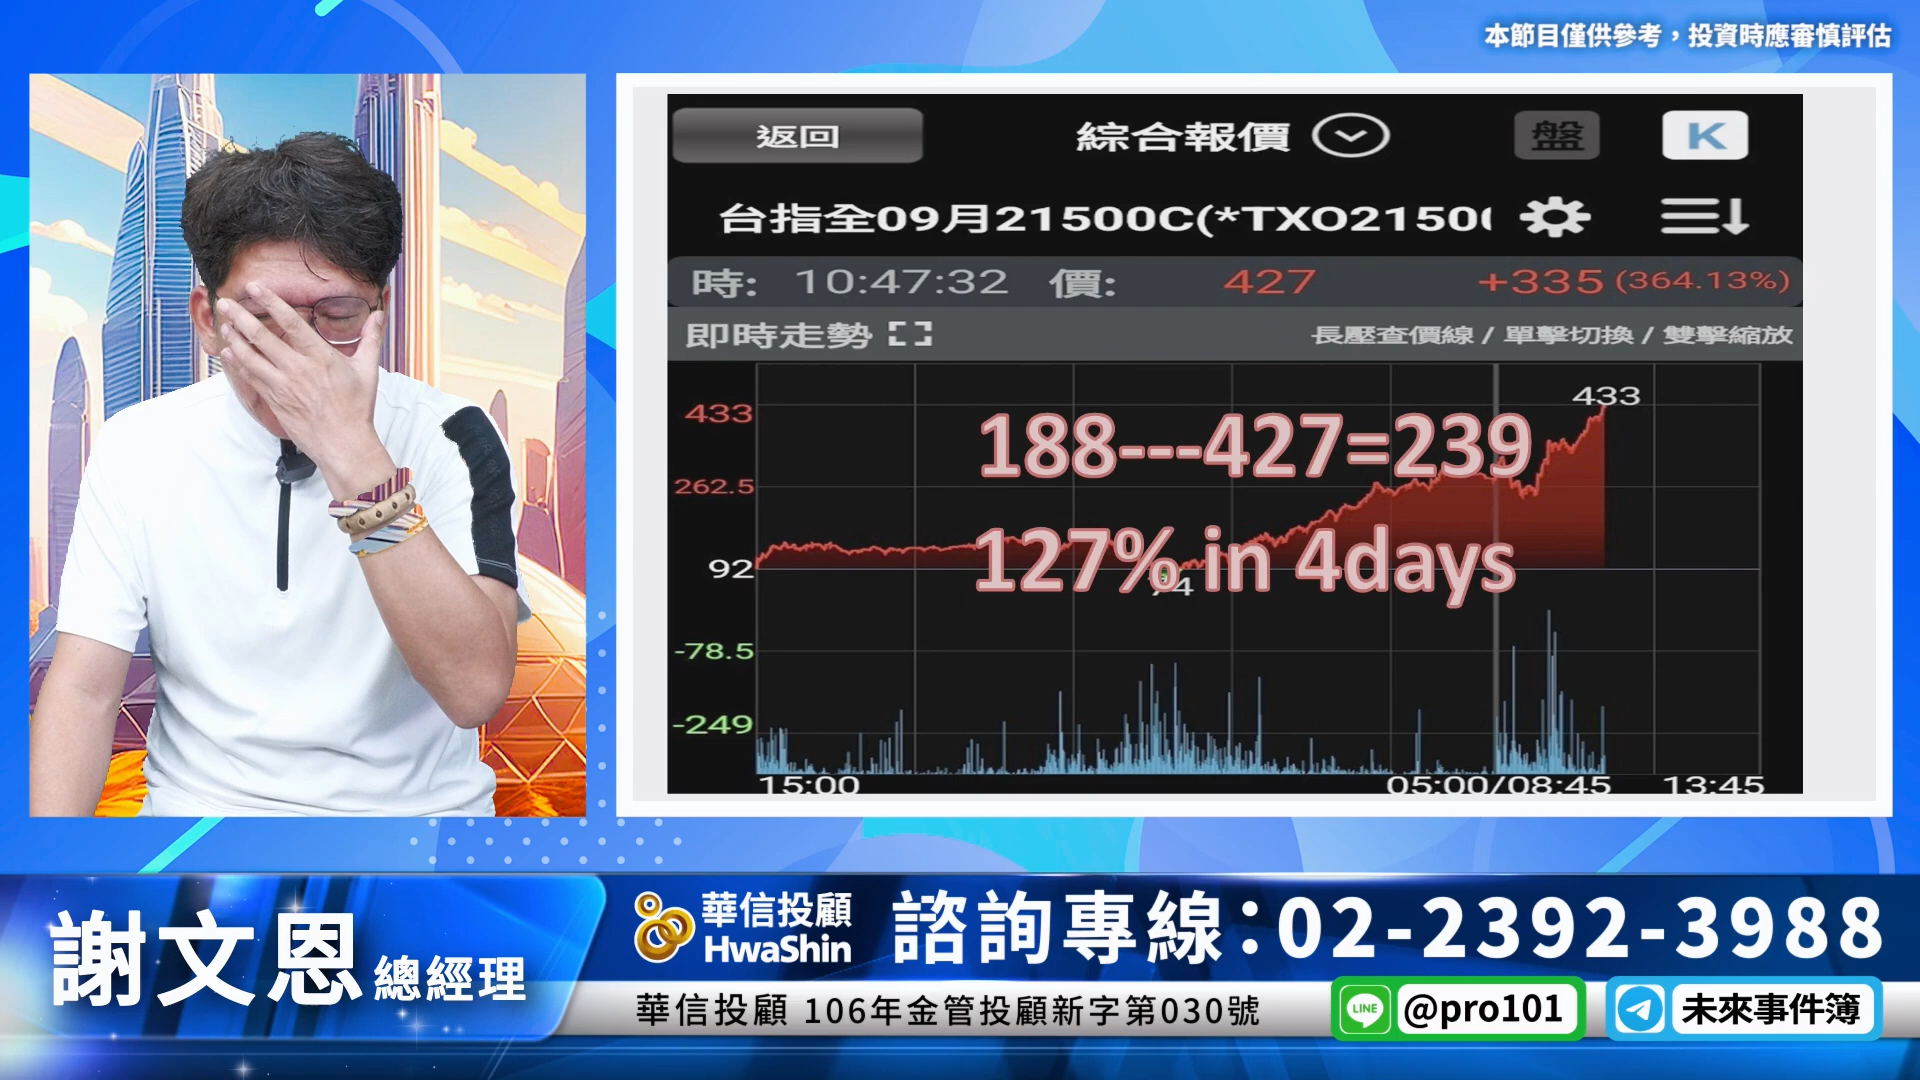 本節目僅供參考，投資時應審慎評估
返回
綜合報價
盤
K
台指全09月21500C(*TXO2150
時: 10:47:32 價: 427 +335 (364.13%)
即時走勢
長壓查價線 / 單擊切換 / 雙擊縮放
433
433
188---427=239
262.5
127% in 4days
92
-78.5
-249
15:00
05:00/08:45
13:45
謝文恩 總經理
華信投顧
HwaShin
諮詢專線:02-2392-3988
華信投顧 106年金管投顧新字第030號
LINE
@pro101
未來事件簿